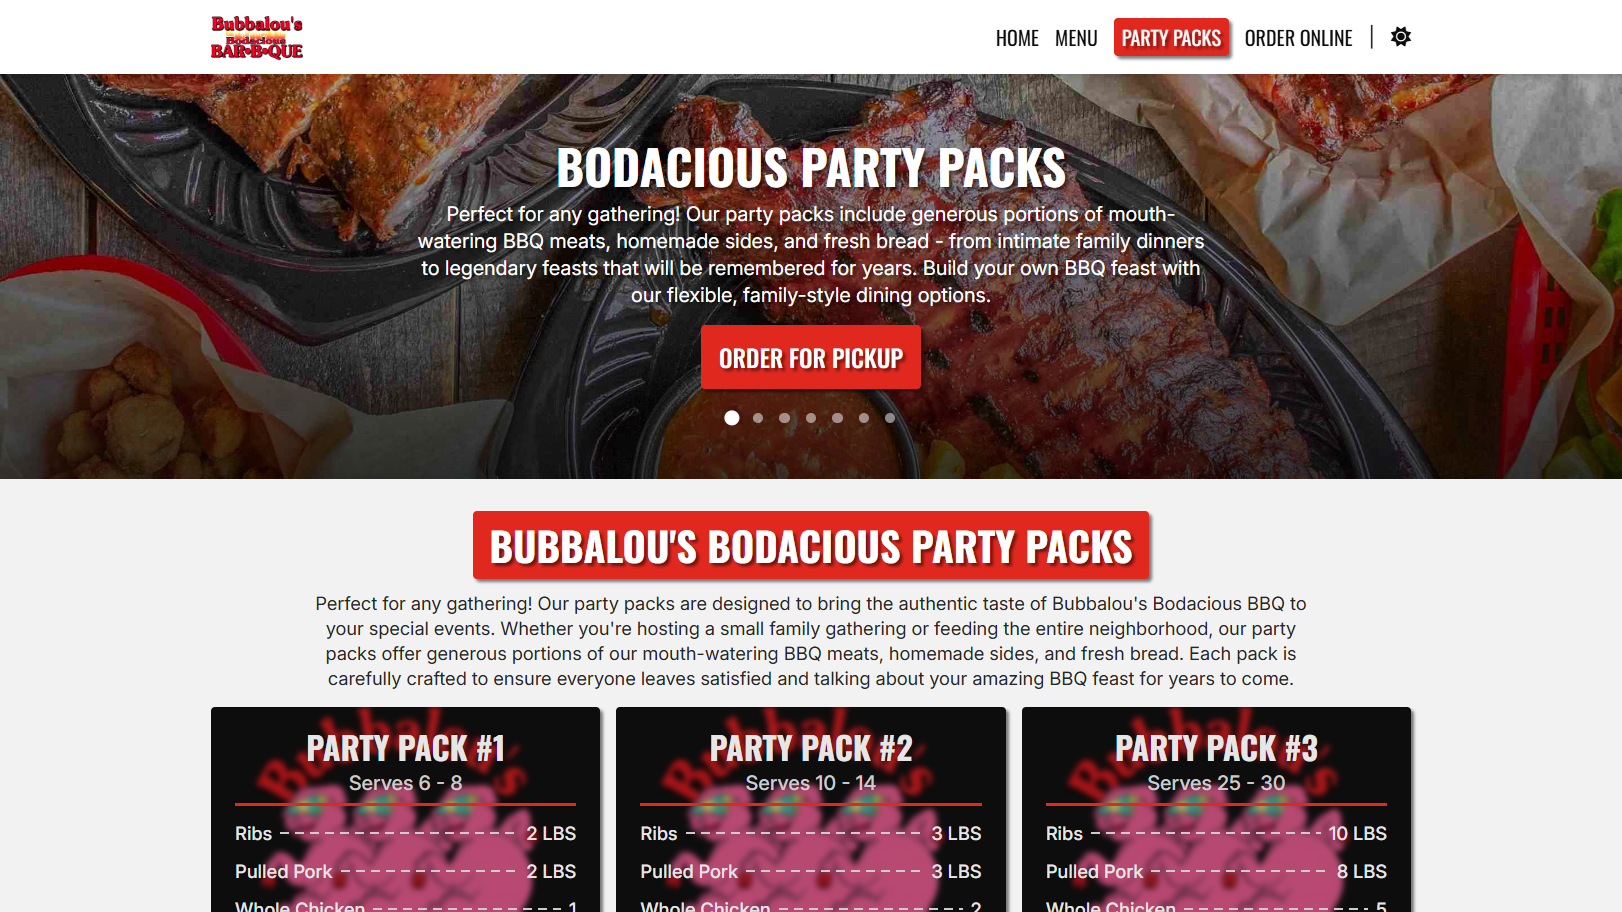 Bubbalou's
Bodacious
BAR•B•QUE
HOME
MENU
PARTY PACKS
ORDER ONLINE
BODACIOUS PARTY PACKS
Perfect for any gathering! Our party packs include generous portions of mouth-
watering BBQ meats, homemade sides, and fresh bread - from intimate family dinners
to legendary feasts that will be remembered for years. Build your own BBQ feast with
our flexible, family-style dining options.
ORDER FOR PICKUP
BUBBALOU'S BODACIOUS PARTY PACKS
Perfect for any gathering! Our party packs are designed to bring the authentic taste of Bubbalou's Bodacious BBQ to
your special events. Whether you're hosting a small family gathering or feeding the entire neighborhood, our party
packs offer generous portions of our mouth-watering BBQ meats, homemade sides, and fresh bread. Each pack is
carefully crafted to ensure everyone leaves satisfied and talking about your amazing BBQ feast for years to come.
Bubbalou's
PARTY PACK #1
Serves 6 - 8
Ribs 2 LBS
Pulled Pork 2 LBS
Whole Chicken 1
Bubbalou's
PARTY PACK #2
Serves 10 - 14
Ribs 3 LBS
Pulled Pork 3 LBS
Whole Chicken 2
Bubbalou's
PARTY PACK #3
Serves 25 - 30
Ribs 10 LBS
Pulled Pork 8 LBS
Whole Chicken 5